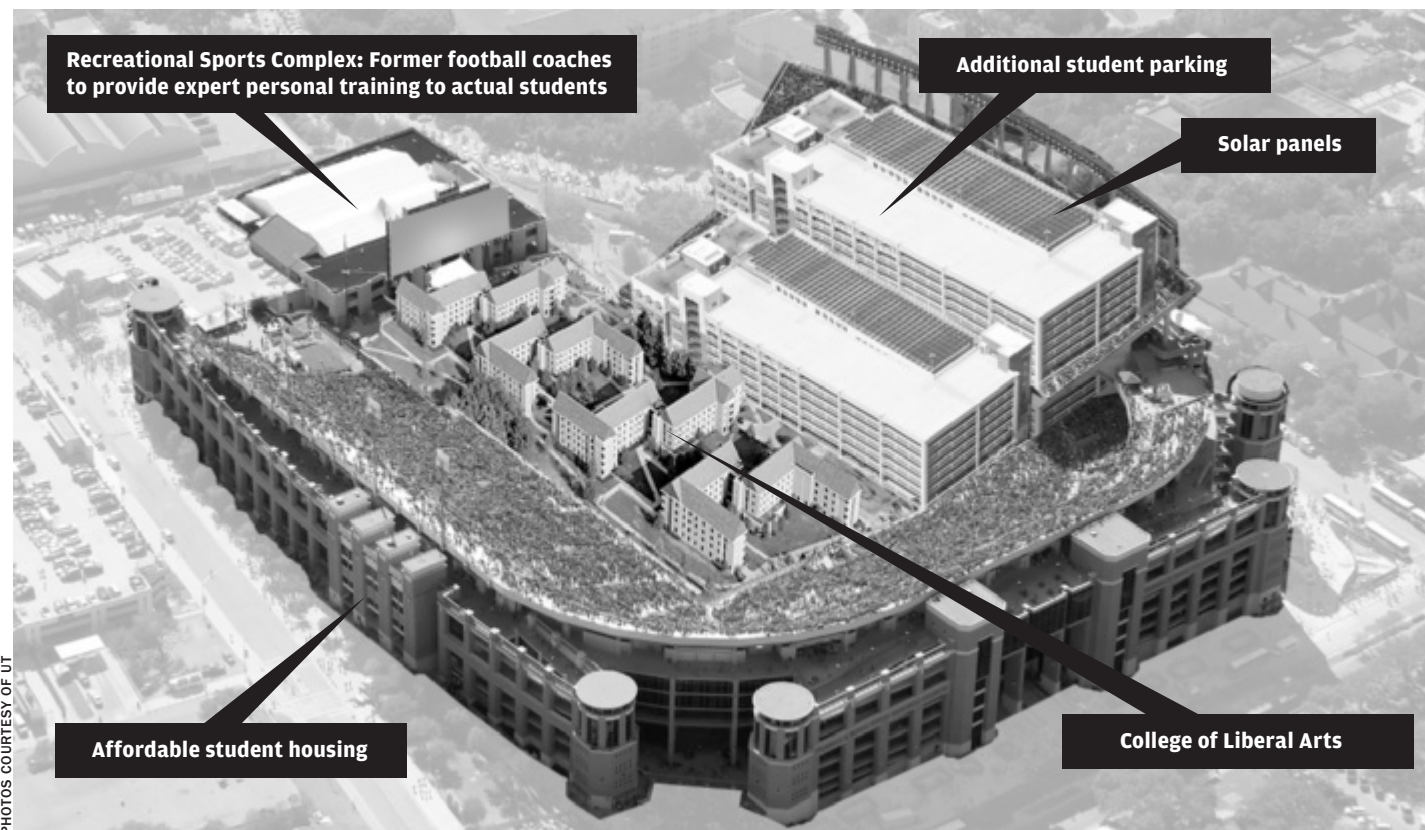 Recreational Sports Complex: Former football coaches
to provide expert personal training to actual students
Additional student parking
Solar panels
Affordable student housing
College of Liberal Arts
PHOTOS COURTESY OF UT